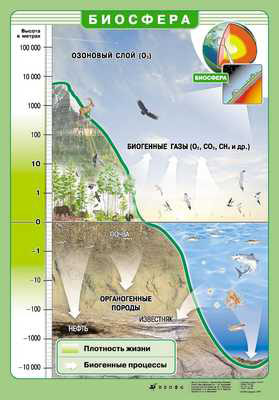 БИОСФЕРА
Высота
в метрах
100 000
10 000
1000
100
10
1
0
-1
-10
-100
-1000
-10 000
ОЗОНОВЫЙ СЛОЙ (O₃)
БИОСФЕРА
БИОГЕННЫЕ ГАЗЫ (O₂, CO₂, CH₄ и др.)
ПОЧВА
ОРГАНОГЕННЫЕ
ПОРОДЫ
ИЗВЕСТНЯК
НЕФТЬ
Плотность жизни
Биогенные процессы